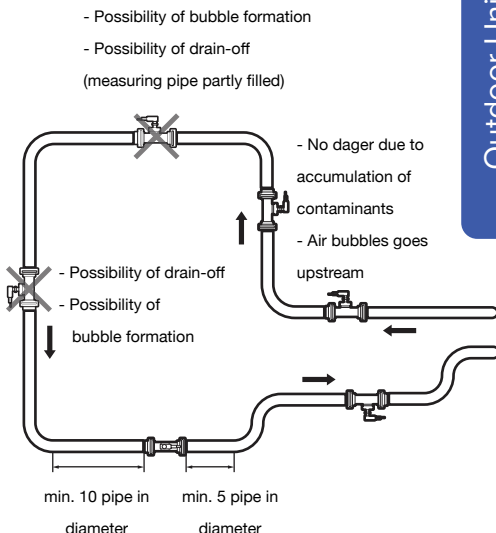 - Possibility of bubble formation
- Possibility of drain-off
(measuring pipe partly filled)
Outdoor Uni
- No dager due to
accumulation of
contaminants
- Air bubbles goes
upstream
- Possibility of drain-off
- Possibility of
bubble formation
min. 10 pipe in
diameter
min. 5 pipe in
diameter